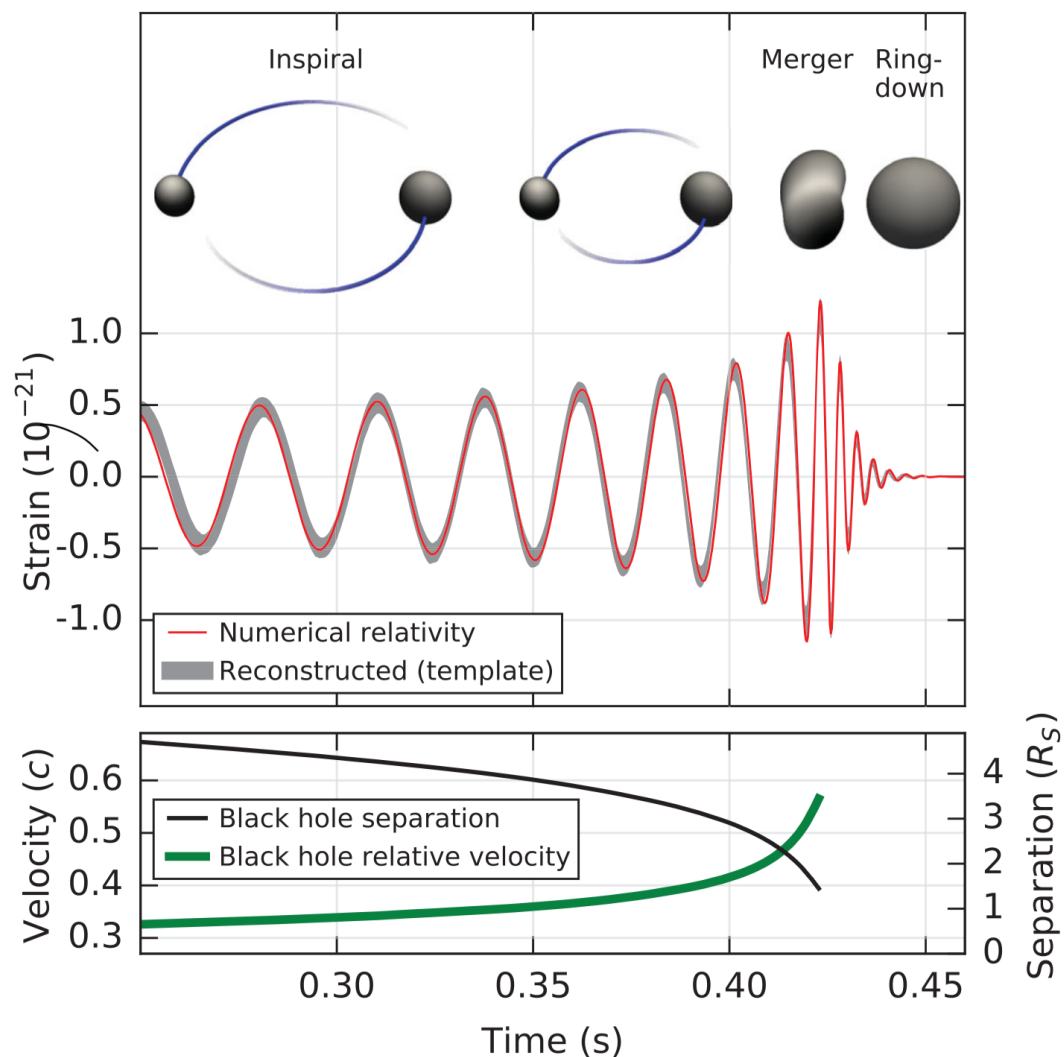 Inspiral
Merger
Ring-
down
Strain (10⁻²¹)
1.0
0.5
0.0
-0.5
-1.0
Numerical relativity
Reconstructed (template)
Velocity (c)
0.6
0.5
0.4
0.3
Black hole separation
Black hole relative velocity
4
3
2
1
0
Separation (R_S)
0.30 0.35 0.40 0.45
Time (s)